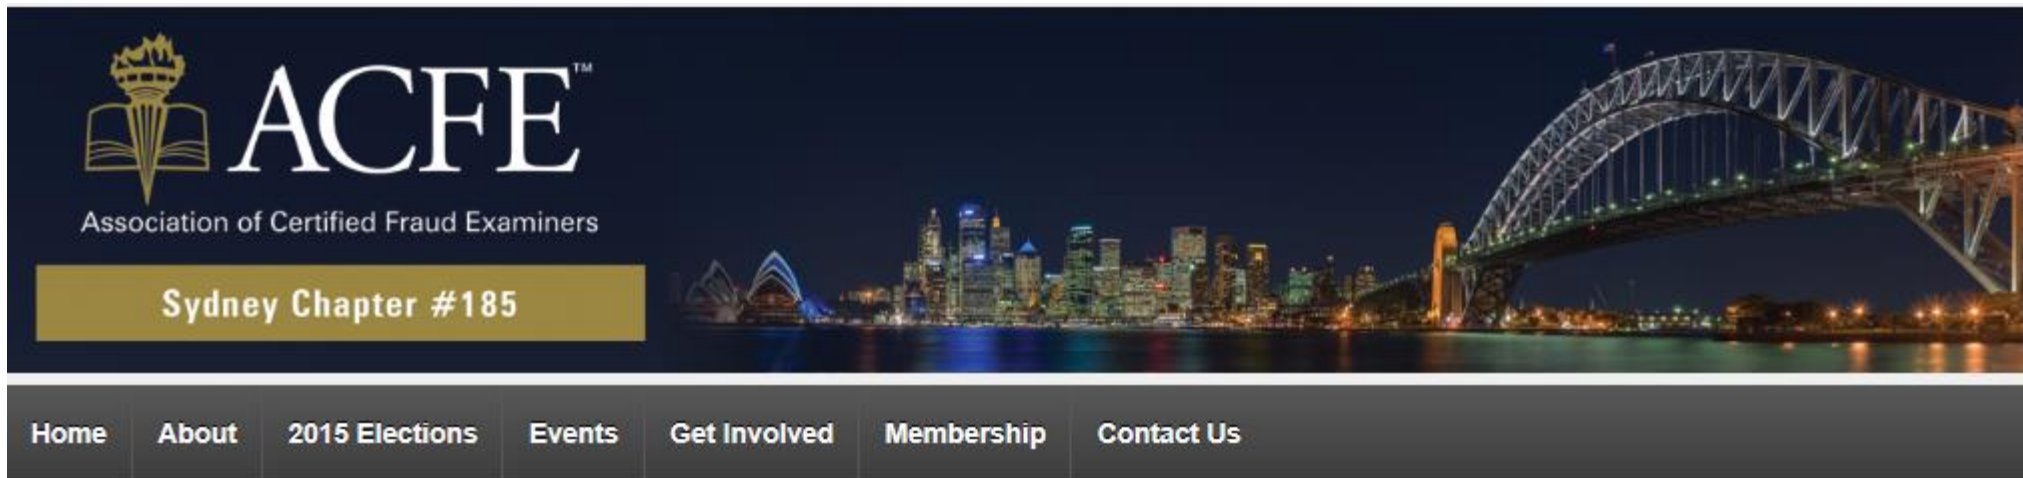 ACFE™
Association of Certified Fraud Examiners
Sydney Chapter #185
Home About 2015 Elections Events Get Involved Membership Contact Us